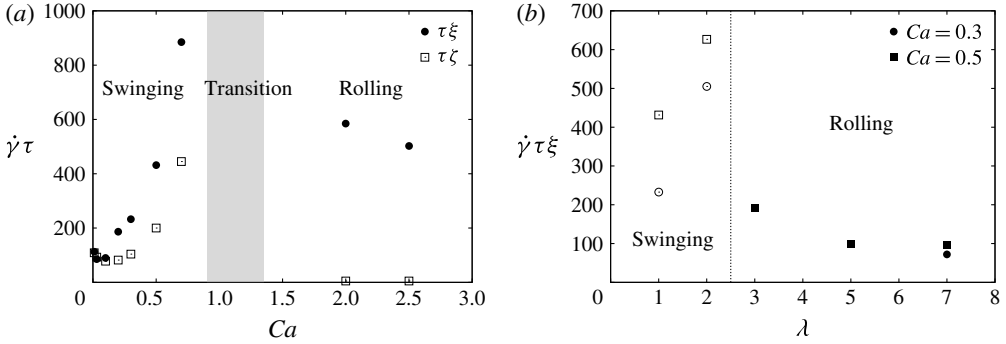 (a)
1000
800
600
400
200
0
γ̇ τ
τξ
τζ
Swinging
Transition
Rolling
0.5 1.0 1.5 2.0 2.5 3.0
Ca
(b)
700
600
500
400
300
200
100
0
γ̇ τξ
Ca = 0.3
Ca = 0.5
Rolling
Swinging
1 2 3 4 5 6 7 8
λ